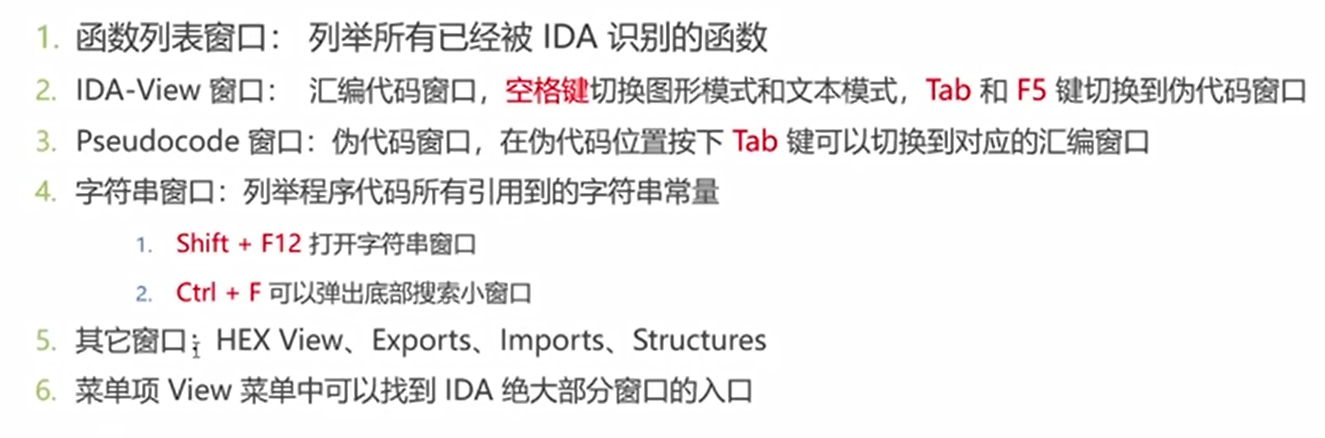 1. 函数列表窗口： 列举所有已经被 IDA 识别的函数
2. IDA-View 窗口： 汇编代码窗口，空格键切换图形模式和文本模式，Tab 和 F5 键切换到伪代码窗口
3. Pseudocode 窗口：伪代码窗口，在伪代码位置按下 Tab 键可以切换到对应的汇编窗口
4. 字符串窗口：列举程序代码所有引用到的字符串常量
1. Shift + F12 打开字符串窗口
2. Ctrl + F 可以弹出底部搜索小窗口
5. 其它窗口：HEX View、Exports、Imports、Structures
6. 菜单项 View 菜单中可以找到 IDA 绝大部分窗口的入口